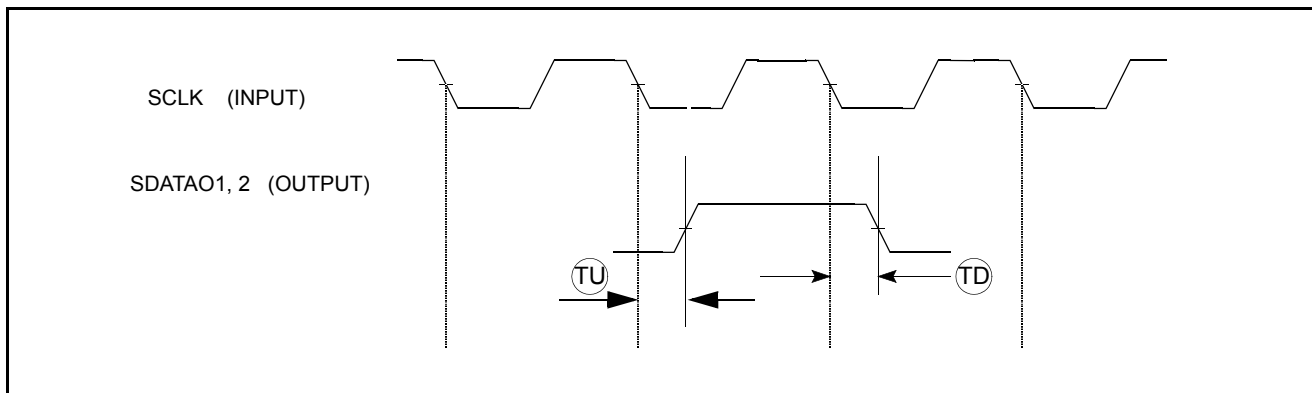 SCLK (INPUT)
SDATAO1, 2 (OUTPUT)
TU
TD